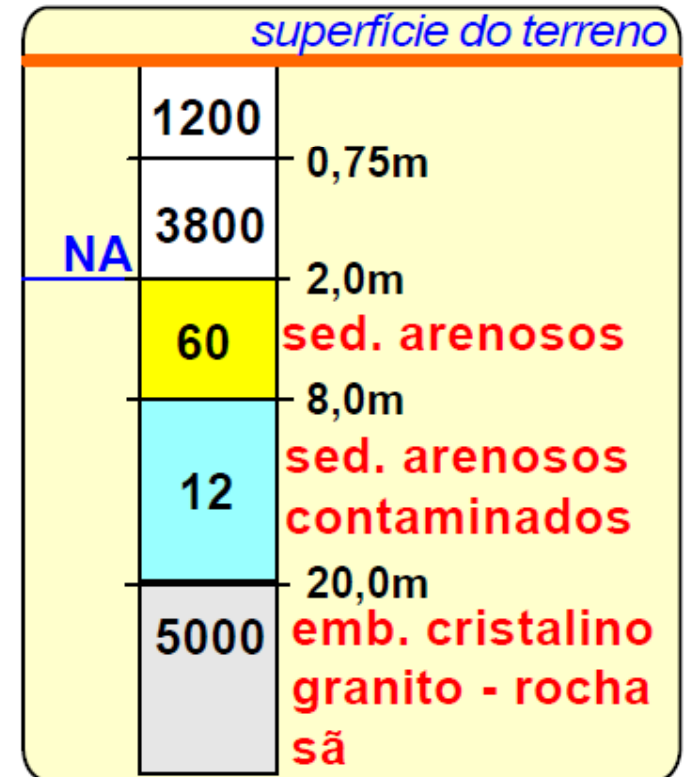 superfície do terreno
1200
0,75m
3800
NA
2,0m
60
sed. arenosos
8,0m
sed. arenosos
12
contaminados
20,0m
5000
emb. cristalino
granito - rocha
sã